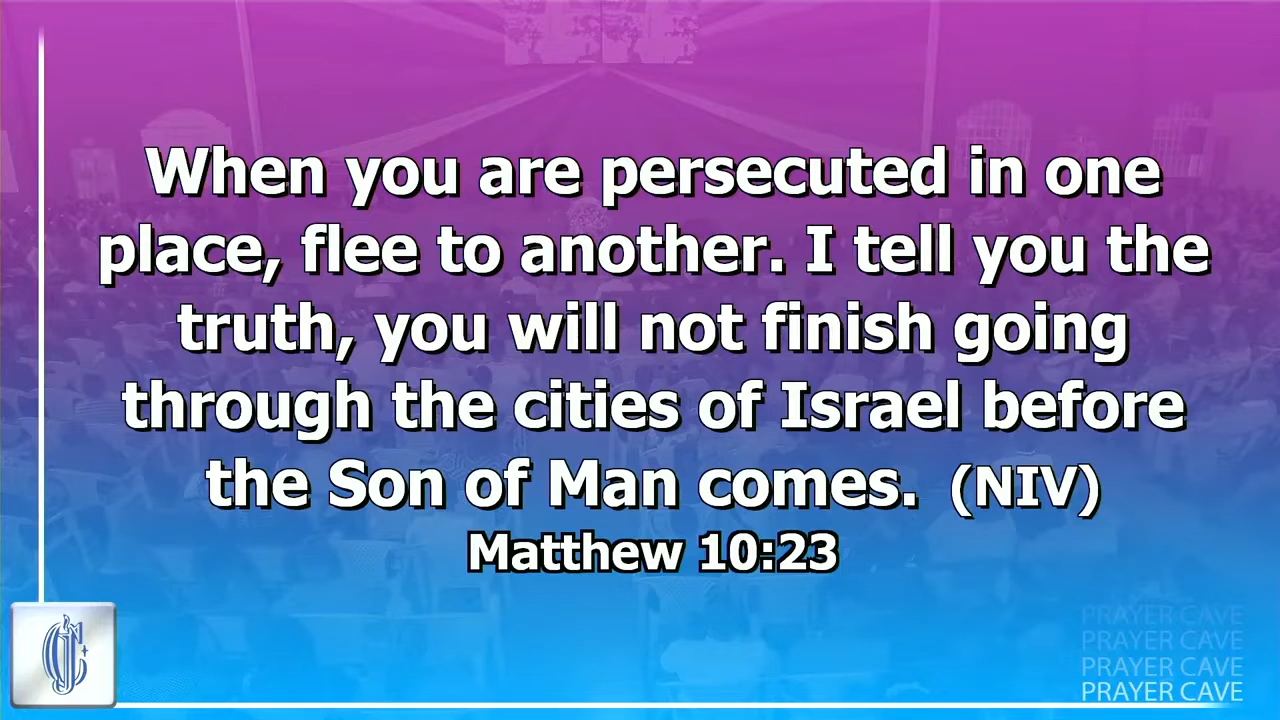 When you are persecuted in one
place, flee to another. I tell you the
truth, you will not finish going
through the cities of Israel before
the Son of Man comes. (NIV)
Matthew 10:23
PRAYER CAVE
PRAYER CAVE
PRAYER CAVE
PRAYER CAVE